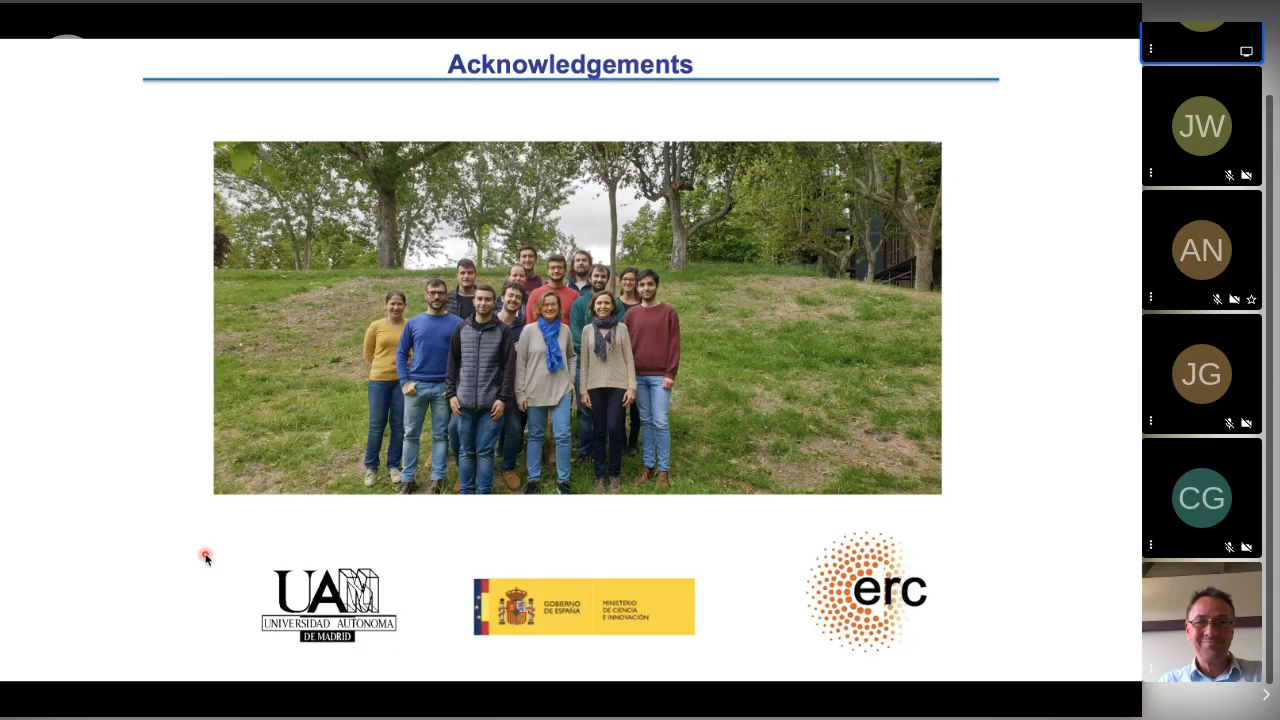 Acknowledgements
JW
AN
JG
CG
UAM
UNIVERSIDAD AUTONOMA
DE MADRID
GOBIERNO
DE ESPAÑA
MINISTERIO
DE CIENCIA
E INNOVACIÓN
erc